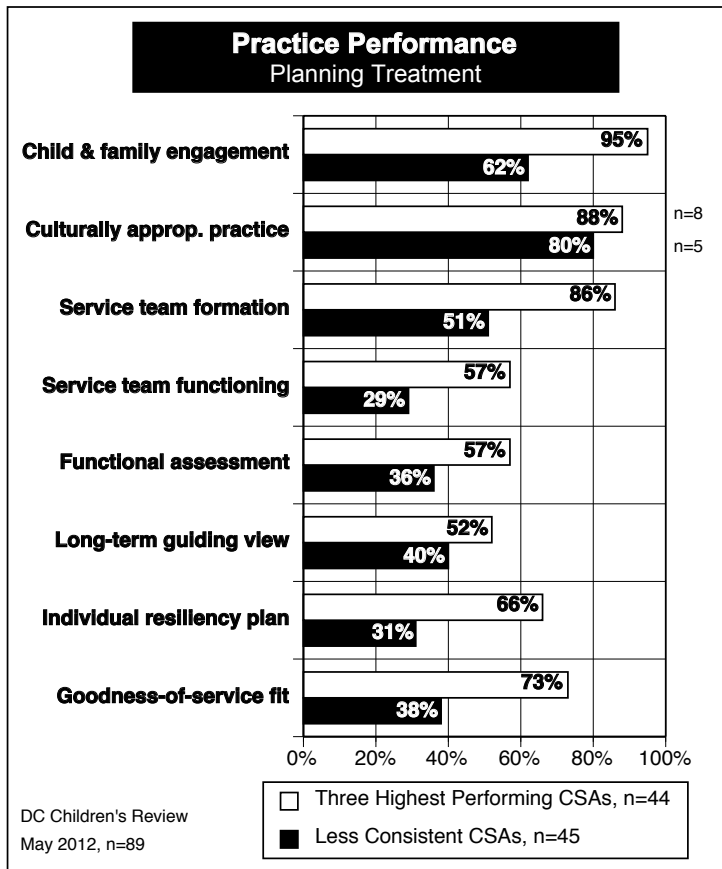 Practice Performance
Planning Treatment
Child & family engagement
95%
62%
Culturally approp. practice
88%
n=8
80%
n=5
Service team formation
86%
51%
Service team functioning
57%
29%
Functional assessment
57%
36%
Long-term guiding view
52%
40%
Individual resiliency plan
66%
31%
Goodness-of-service fit
73%
38%
0% 20% 40% 60% 80% 100%
Three Highest Performing CSAs, n=44
Less Consistent CSAs, n=45
DC Children's Review
May 2012, n=89